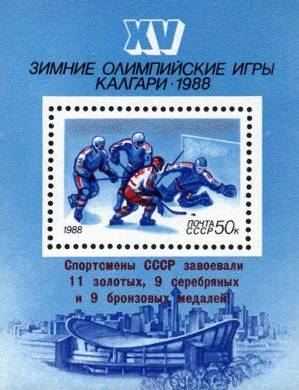 XV
ЗИМНИЕ ОЛИМПИЙСКИЕ ИГРЫ
КАЛГАРИ · 1988
1988
ПОЧТА
СССР 50к
Спортсмены СССР завоевали
11 золотых, 9 серебряных
и 9 бронзовых медалей!